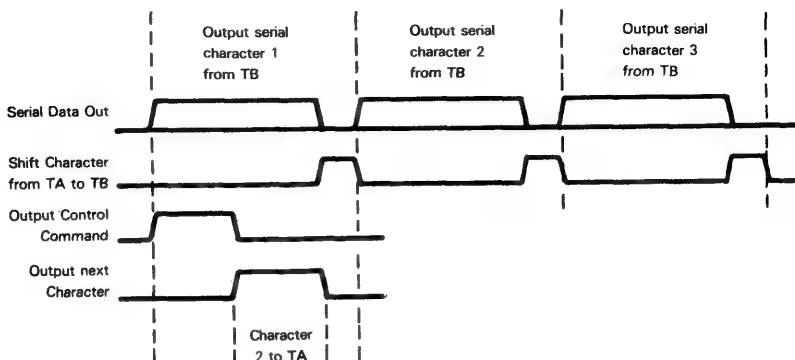 Output serial
character 1
from TB
Output serial
character 2
from TB
Output serial
character 3
from TB
Serial Data Out
Shift Character
from TA to TB
Output Control
Command
Output next
Character
Character
2 to TA